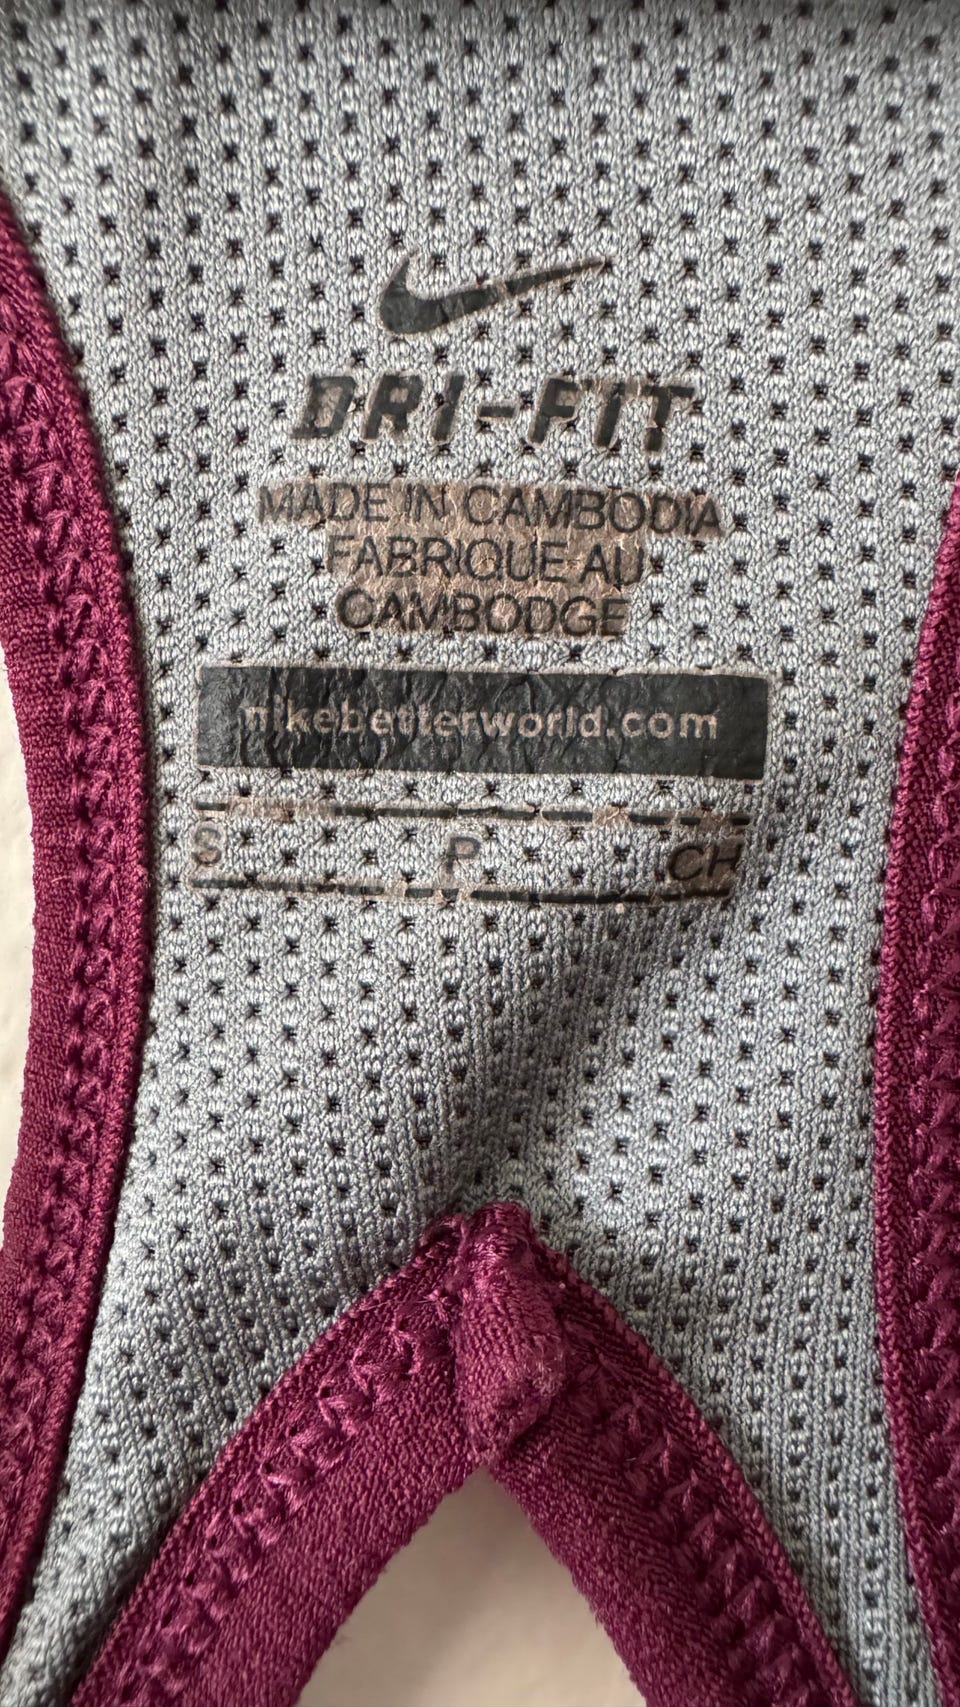 DRI-FIT
MADE IN CAMBODIA
FABRIQUE AU
CAMBODGE
nikebetterworld.com
S P CH